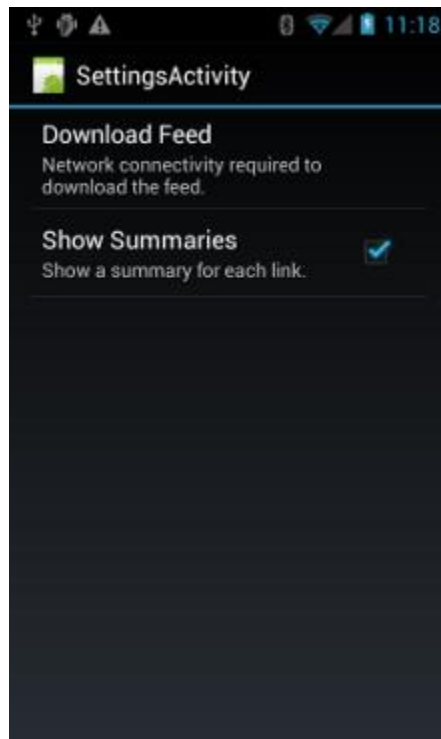 11:18
SettingsActivity
Download Feed
Network connectivity required to
download the feed.
Show Summaries
Show a summary for each link.